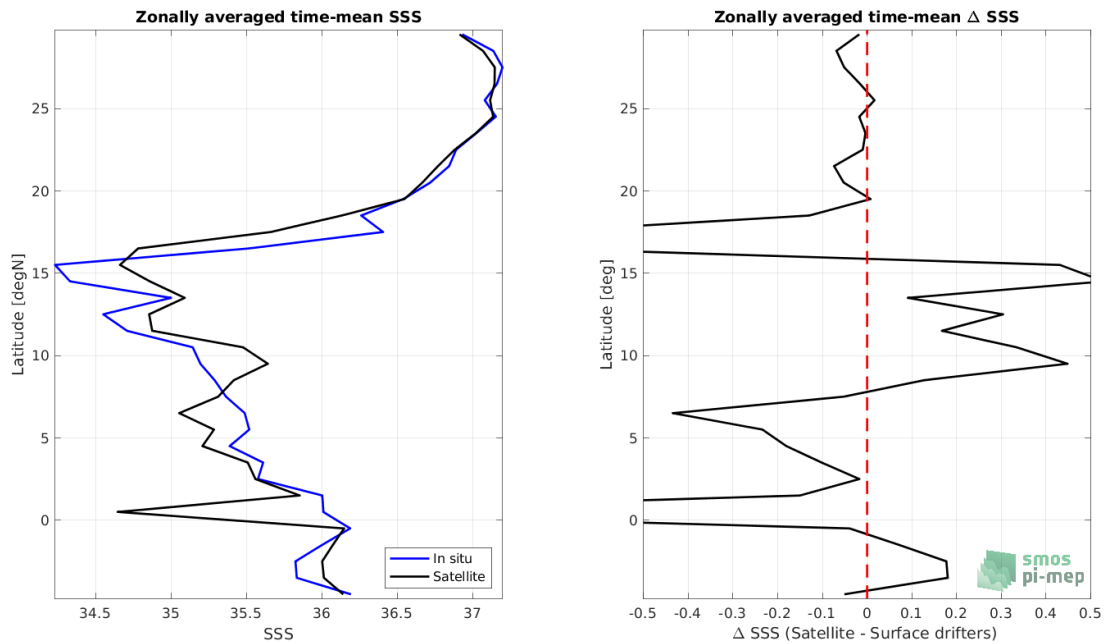 Zonally averaged time-mean SSS
Latitude [degN]
25
20
15
10
5
0
34.5 35 35.5 36 36.5 37
SSS
In situ
Satellite
Zonally averaged time-mean Δ SSS
Latitude [deg]
25
20
15
10
5
0
-0.5 -0.4 -0.3 -0.2 -0.1 0 0.1 0.2 0.3 0.4 0.5
Δ SSS (Satellite - Surface drifters)
smos
pi-mep